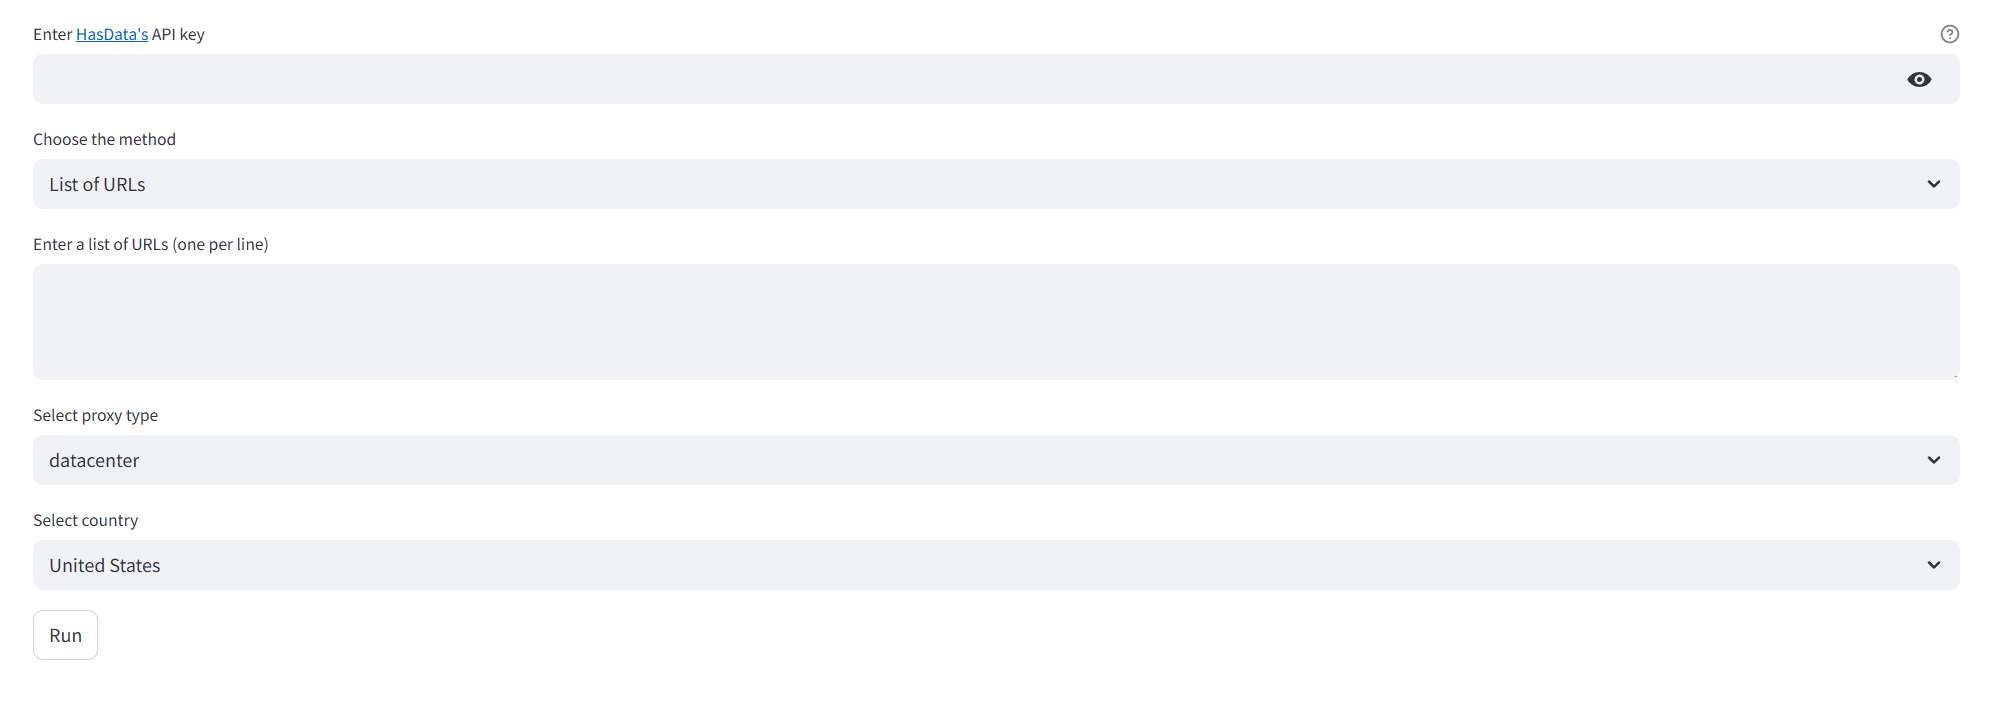 Enter HasData's API key
Choose the method
List of URLs
Enter a list of URLs (one per line)
Select proxy type
datacenter
Select country
United States
Run